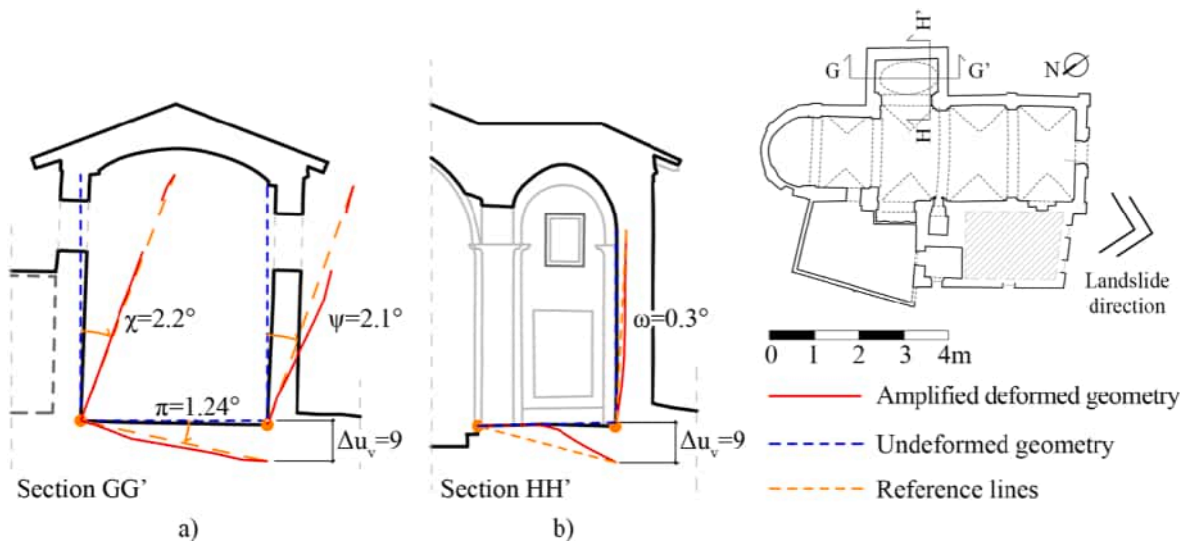 χ=2.2°
ψ=2.1°
π=1.24°
Δuv=9
Section GG’
a)
ω=0.3°
Δuv=9
Section HH’
b)
H'
G
G’
H
N
Landslide
direction
0 1 2 3 4m
Amplified deformed geometry
Undeformed geometry
Reference lines